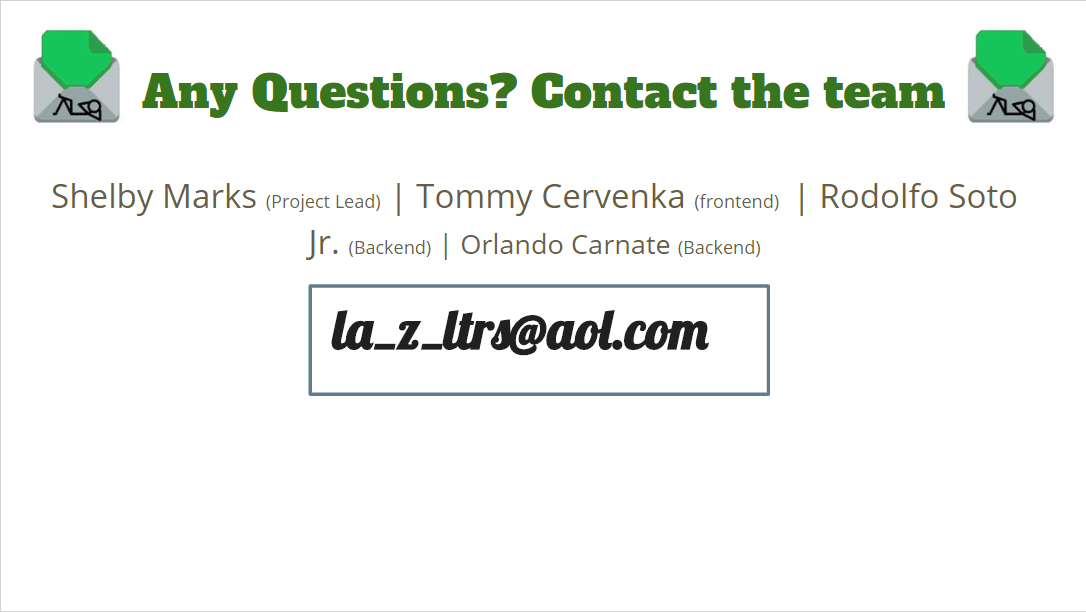 Any Questions? Contact the team
Shelby Marks (Project Lead) | Tommy Cervenka (frontend) | Rodolfo Soto
Jr. (Backend) | Orlando Carnate (Backend)
la_z_ltrs@aol.com